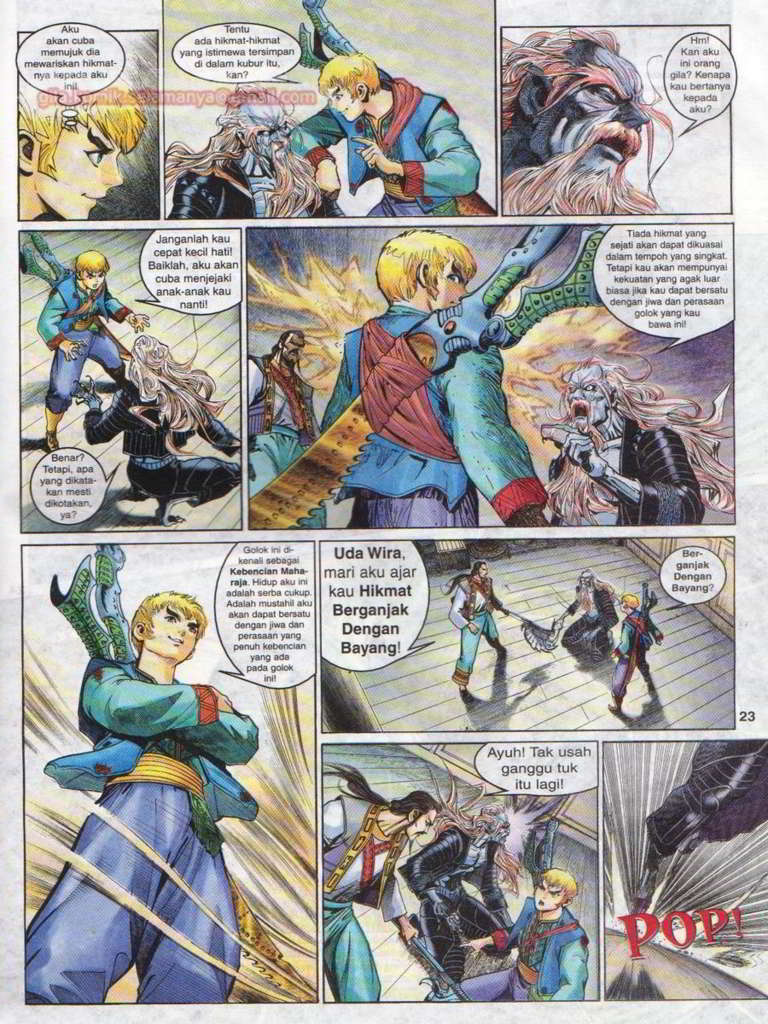 Aku
akan cuba
memujuk dia
mewariskan hikmat-
nya kepada aku
ini!
Tentu
ada hikmat-hikmat
yang istimewa tersimpan
di dalam kubur itu,
kan?
Hm!
Kan aku
ini orang
gila? Kenapa
kau bertanya
kepada
aku?
Janganlah kau
cepat kecil hati!
Baiklah, aku akan
cuba menjejaki
anak-anak kau
nanti!
Benar?
Tetapi, apa
yang dikata-
kan mesti
dikotakan,
ya?
Tiada hikmat yang
sejati akan dapat dikuasai
dalam tempoh yang singkat.
Tetapi kau akan mempunyai
kekuatan yang agak luar
biasa jika kau dapat bersatu
dengan jiwa dan perasaan
golok yang kau
bawa ini!
Golok ini di-
kenali sebagai
Kebencian Maha-
raja. Hidup aku ini
adalah serba cukup.
Adalah mustahil aku
akan dapat bersatu
dengan jiwa dan
perasaan yang
penuh kebencian
yang ada
pada golok
ini!
Uda Wira,
mari aku ajar
kau Hikmat
Berganjak
Dengan
Bayang!
Ber-
ganjak
Dengan
Bayang?
23
Ayuh! Tak usah
ganggu tuk
itu lagi!
POP!